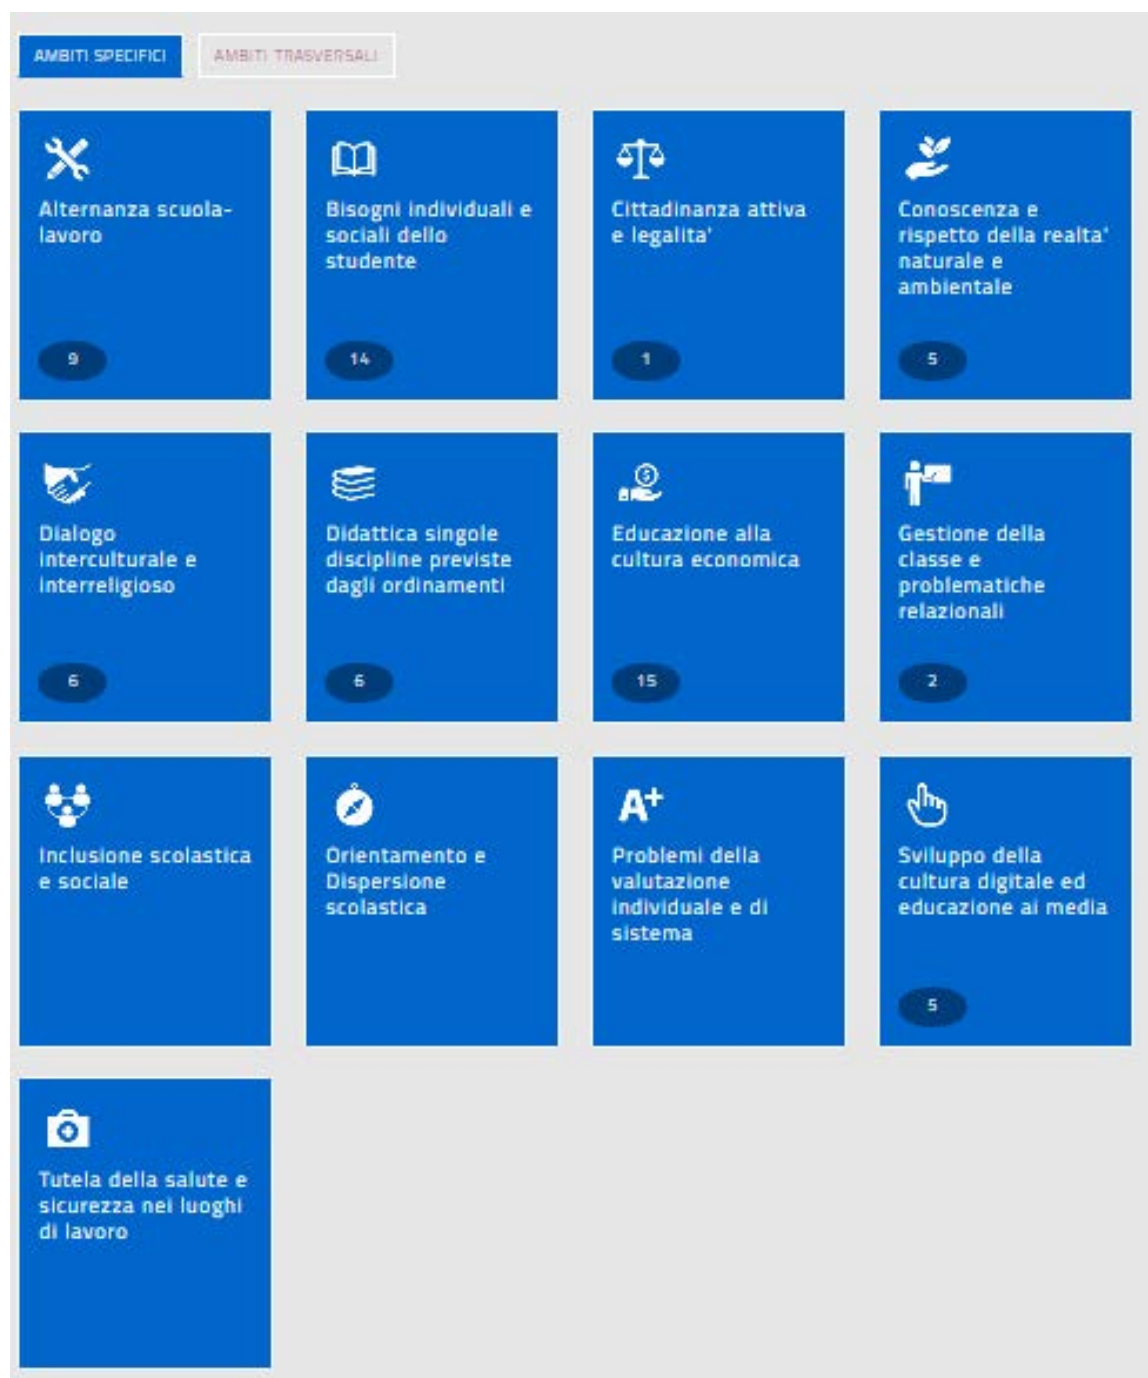 AMBITI SPECIFICI
AMBITI TRASVERSALI
Alternanza scuola-
lavoro
9
Bisogni individuali e
sociali dello
studente
14
Cittadinanza attiva
e legalita'
1
Conoscenza e
rispetto della realta'
naturale e
ambientale
5
Dialogo
interculturale e
interreligioso
6
Didattica singole
discipline previste
dagli ordinamenti
6
Educazione alla
cultura economica
15
Gestione della
classe e
problematiche
relazionali
2
Inclusione scolastica
e sociale
Orientamento e
Dispersione
scolastica
A+
Problemi della
valutazione
individuale e di
sistema
Sviluppo della
cultura digitale ed
educazione ai media
5
Tutela della salute e
sicurezza nei luoghi
di lavoro